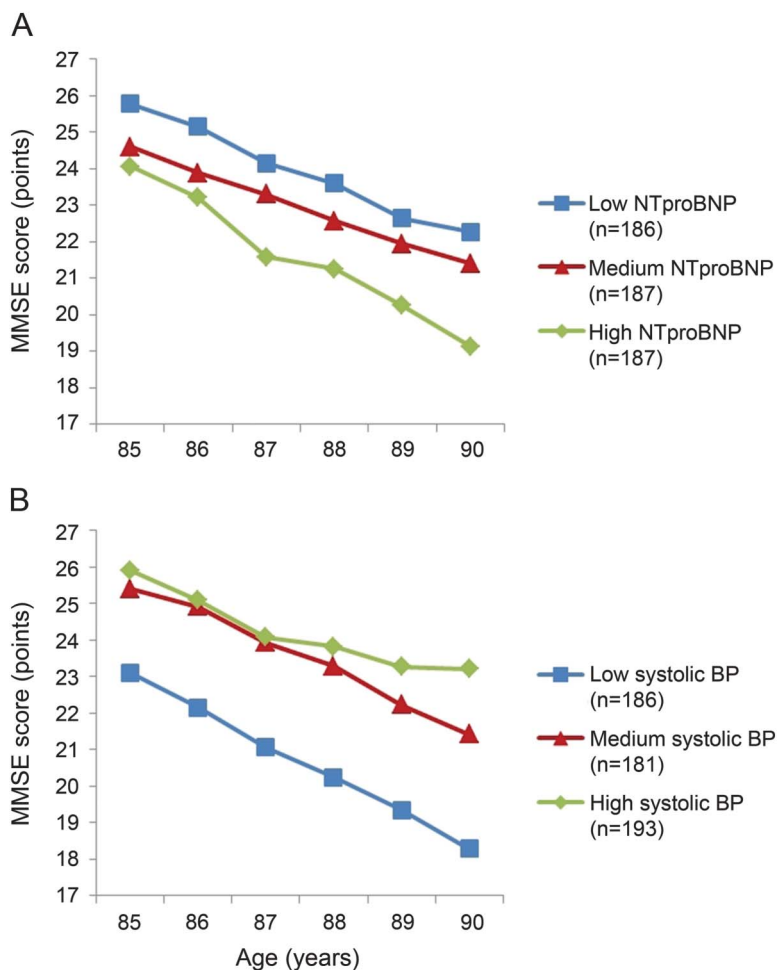 A
27
26
25
24
23
22
21
20
19
18
17
MMSE score (points)
85 86 87 88 89 90
Low NTproBNP
(n=186)
Medium NTproBNP
(n=187)
High NTproBNP
(n=187)
B
27
26
25
24
23
22
21
20
19
18
17
MMSE score (points)
85 86 87 88 89 90
Age (years)
Low systolic BP
(n=186)
Medium systolic BP
(n=181)
High systolic BP
(n=193)